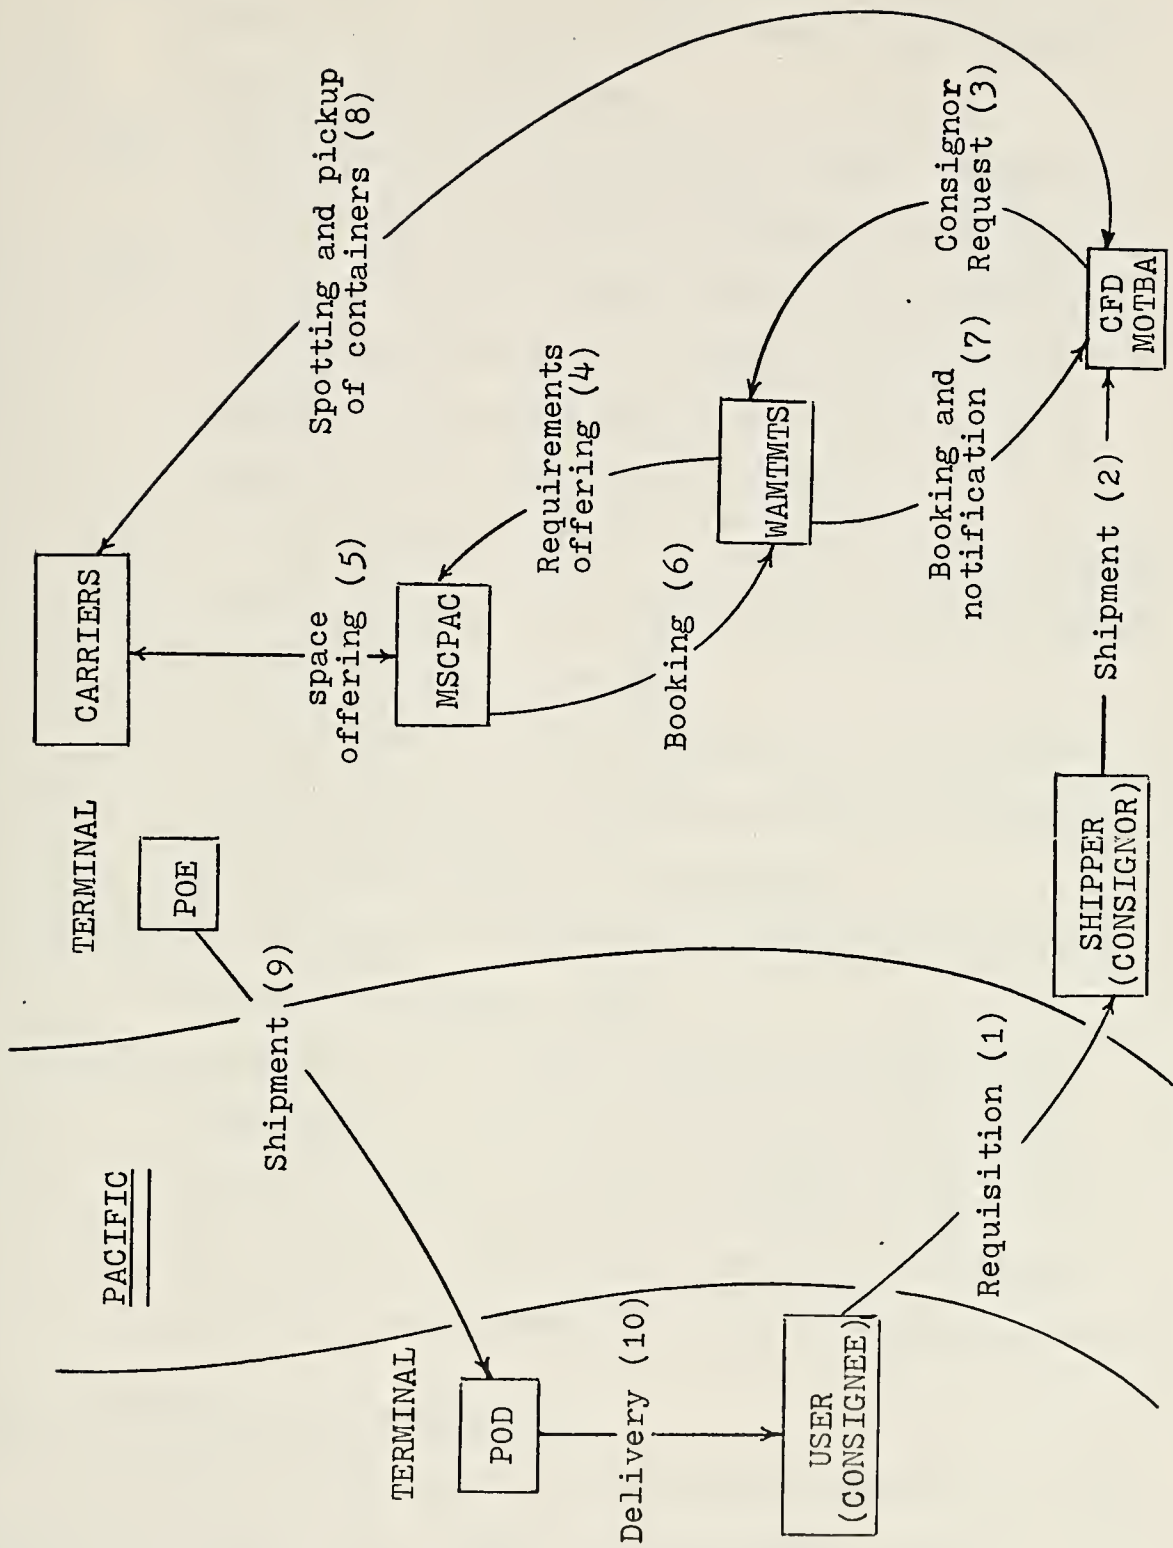 PACIFIC
TERMINAL
POE
CARRIERS
Spotting and pickup
of containers (8)
Shipment (9)
space
offering (5)
TERMINAL
POD
MSCPAC
Requirements
offering (4)
Delivery (10)
Booking (6)
WAMTMTS
USER
(CONSIGNEE)
Booking and
notification (7)
Consignor
Request (3)
Requisition (1)
SHIPPER
(CONSIGNOR)
Shipment (2)
CFD
MOTBA